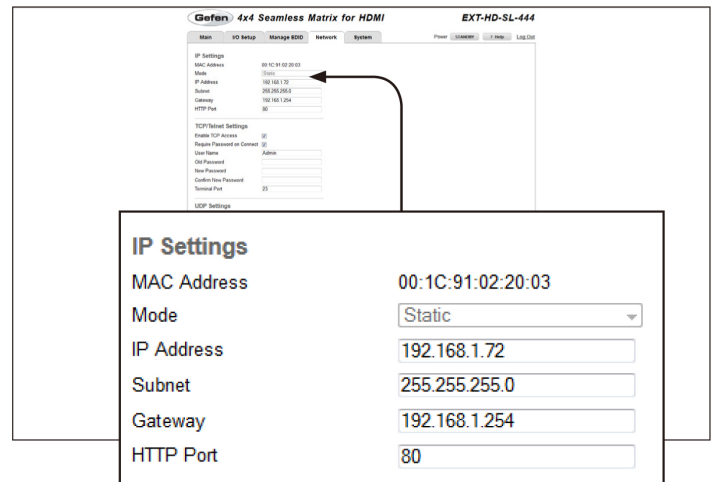 Gefen 4x4 Seamless Matrix for HDMI EXT-HD-SL-444
Main I/O Setup Manage EDID Network System Power STANDBY ? Help Log Out
IP Settings
MAC Address 00:1C:91:02:20:03
Mode Static
IP Address 192.168.1.72
Subnet 255.255.255.0
Gateway 192.168.1.254
HTTP Port 80
TCP/Telnet Settings
Enable TCP Access
Require Password on Connect
User Name Admin
Old Password
New Password
Confirm New Password
Terminal Port 23
UDP Settings
IP Settings
MAC Address 00:1C:91:02:20:03
Mode Static
IP Address 192.168.1.72
Subnet 255.255.255.0
Gateway 192.168.1.254
HTTP Port 80